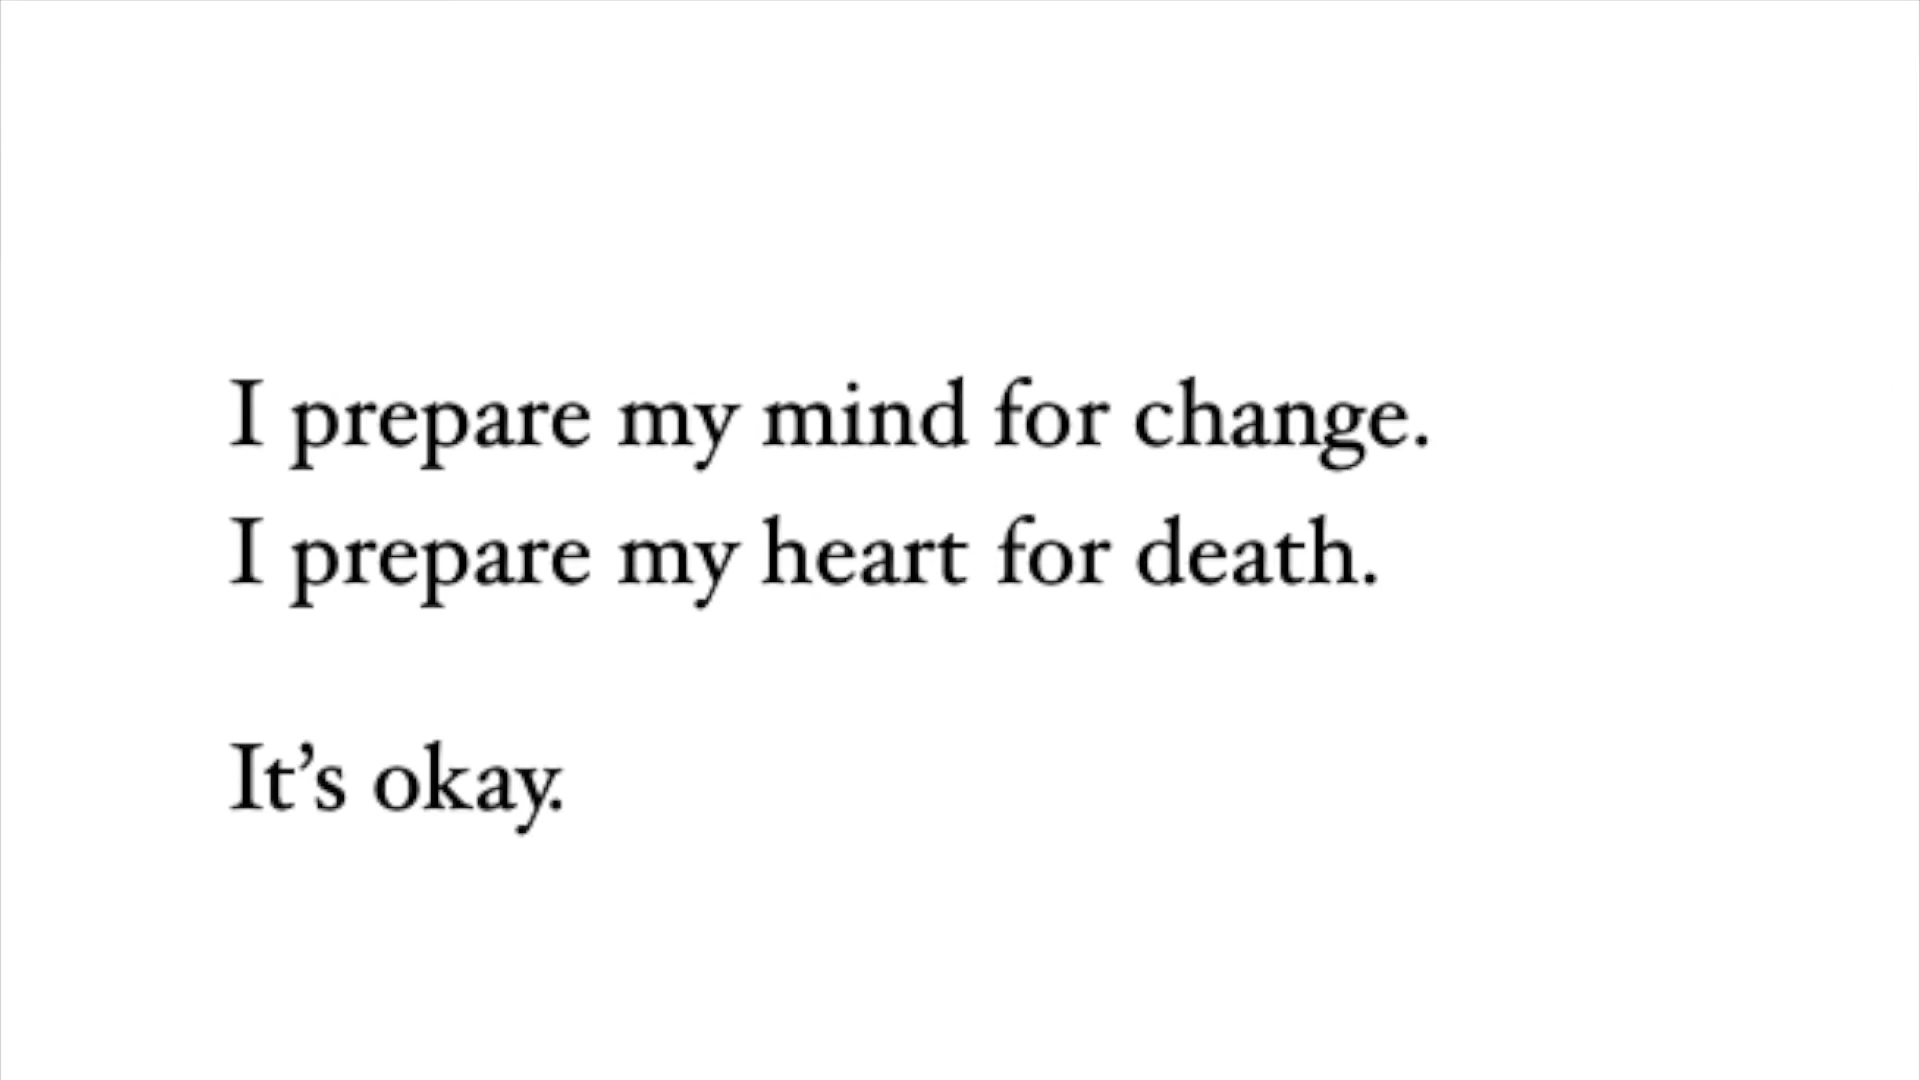 I prepare my mind for change.
I prepare my heart for death.
It’s okay.